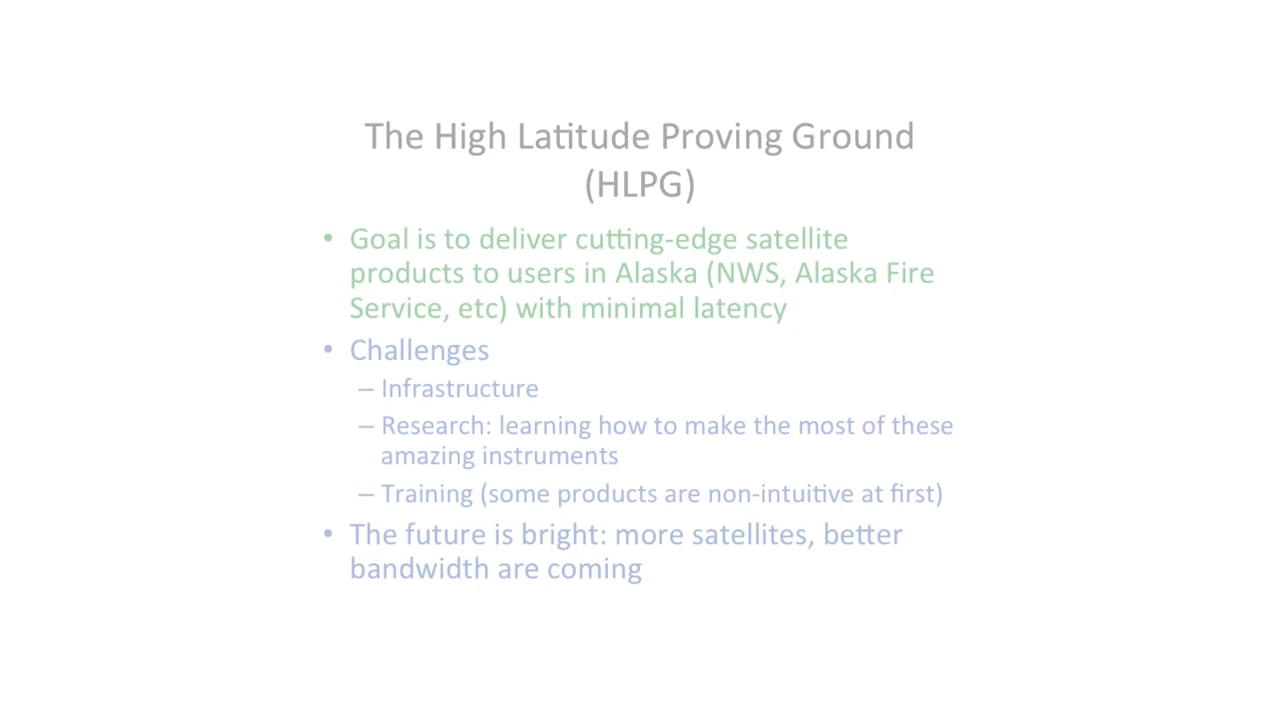 The High Latitude Proving Ground
(HLPG)
• Goal is to deliver cutting-edge satellite
products to users in Alaska (NWS, Alaska Fire
Service, etc) with minimal latency
• Challenges
– Infrastructure
– Research: learning how to make the most of these
amazing instruments
– Training (some products are non-intuitive at first)
• The future is bright: more satellites, better
bandwidth are coming